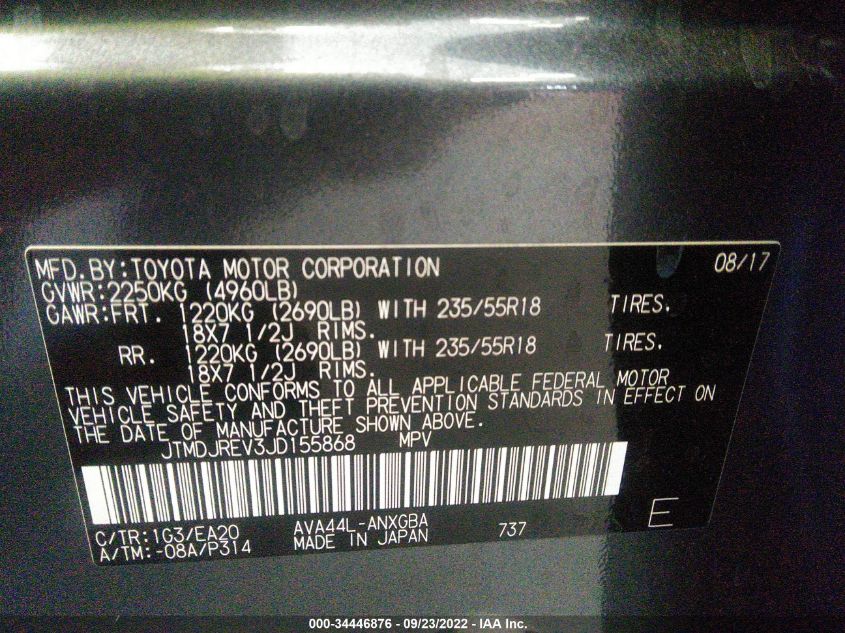 MFD.BY:TOYOTA MOTOR CORPORATION 08/17
GVWR:2250KG (4960LB)
GAWR:FRT. 1220KG (2690LB) WITH 235/55R18 TIRES.
18X7 1/2J RIMS.
RR. 1220KG (2690LB) WITH 235/55R18 TIRES.
18X7 1/2J RIMS.
THIS VEHICLE CONFORMS TO ALL APPLICABLE FEDERAL MOTOR
VEHICLE SAFETY AND THEFT PREVENTION STANDARDS IN EFFECT ON
THE DATE OF MANUFACTURE SHOWN ABOVE.
JTMDJREV3JD155868 MPV
C/TR:1G3/EA20 AVA44L-ANXGBA 737 E
A/TM:-08A/P314 MADE IN JAPAN
000-34446876 - 09/23/2022 - IAA Inc.